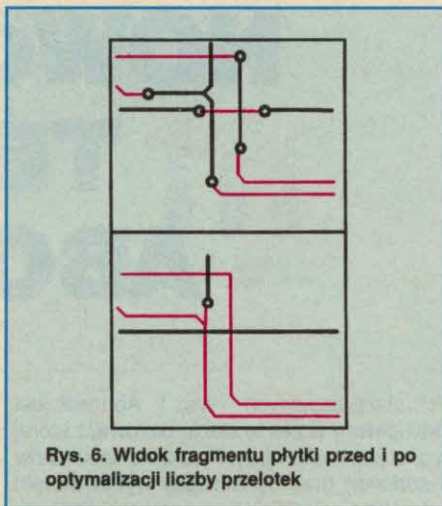 Rys. 6. Widok fragmentu płytki przed i po
optymalizacji liczby przelotek